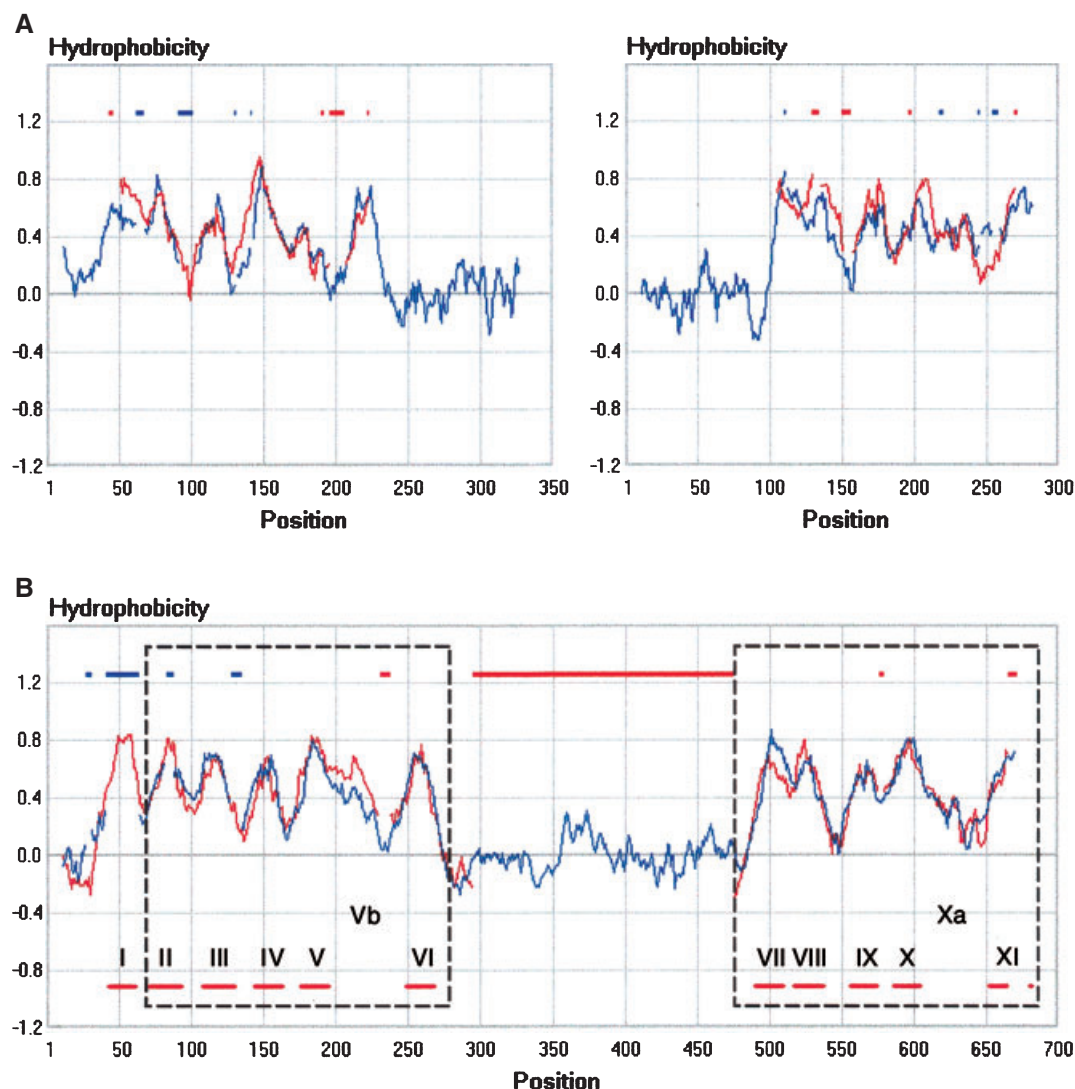 A
Hydrophobicity
Hydrophobicity
1.2
0.8
0.4
0.0
-0.4
-0.8
-1.2
1 50 100 150 200 250 300 350
Position
1.2
0.8
0.4
0.0
-0.4
-0.8
-1.2
1 50 100 150 200 250 300
Position
B
Hydrophobicity
1.2
0.8
0.4
0.0
-0.4
-0.8
-1.2
Vb
Xa
I II III IV V VI VII VIII IX X XI
1 50 100 150 200 250 300 350 400 450 500 550 600 650 700
Position